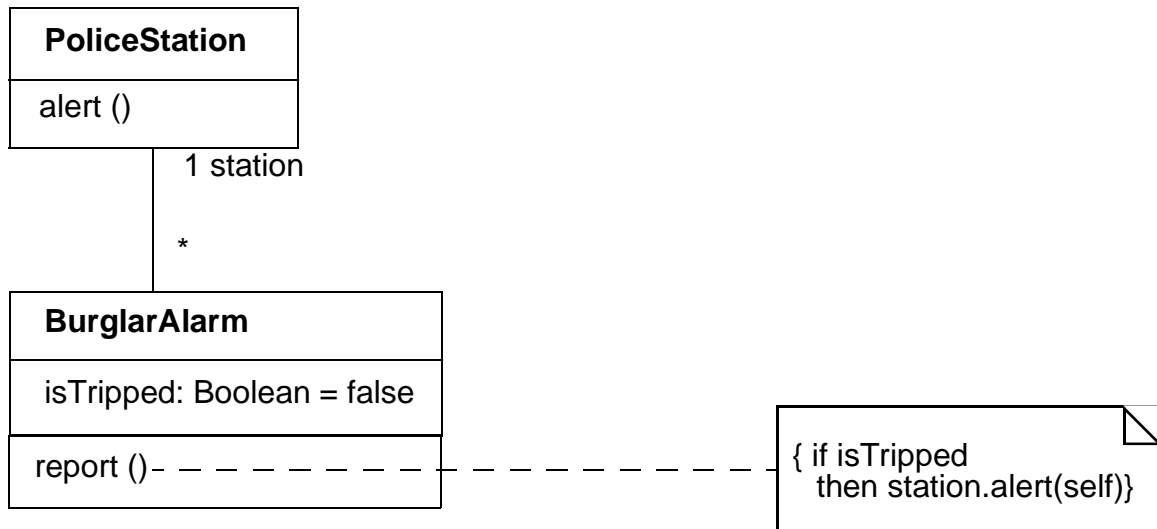 PoliceStation
alert ()
1 station
*
BurglarAlarm
isTripped: Boolean = false
report ()
{ if isTripped
then station.alert(self)}